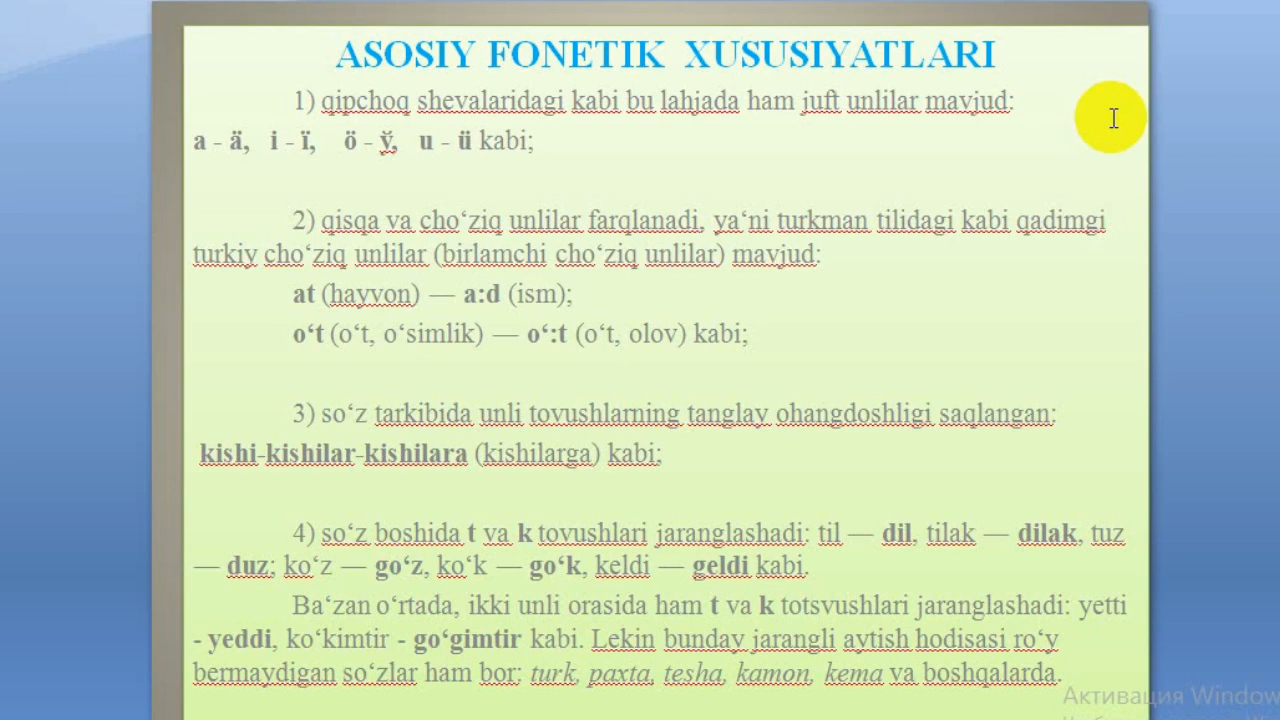 ASOSIY FONETIK XUSUSIYATLARI
1) qipchoq shevalaridagi kabi bu lahjada ham juft unlilar mavjud:
a - ä, i - ï, ö - ў, u - ü kabi;
2) qisqa va cho‘ziq unlilar farqlanadi, ya‘ni turkman tilidagi kabi qadimgi
turkiy cho‘ziq unlilar (birlamchi cho‘ziq unlilar) mavjud:
at (hayvon) — a:d (ism);
o‘t (o‘t, o‘simlik) — o‘:t (o‘t, olov) kabi;
3) so‘z tarkibida unli tovushlarning tanglay ohangdoshligi saqlangan:
kishi-kishilar-kishilara (kishilarga) kabi;
4) so‘z boshida t va k tovushlari jaranglashadi: til — dil, tilak — dilak, tuz
— duz; ko‘z — go‘z, ko‘k — go‘k, keldi — geldi kabi.
Ba‘zan o‘rtada, ikki unli orasida ham t va k totsvushlari jaranglashadi: yetti
- yeddi, ko‘kimtir - go‘gimtir kabi. Lekin bunday jarangli aytish hodisasi ro‘y
bermaydigan so‘zlar ham bor: turk, paxta, tesha, kamon, kema va boshqalarda.
Активация Window